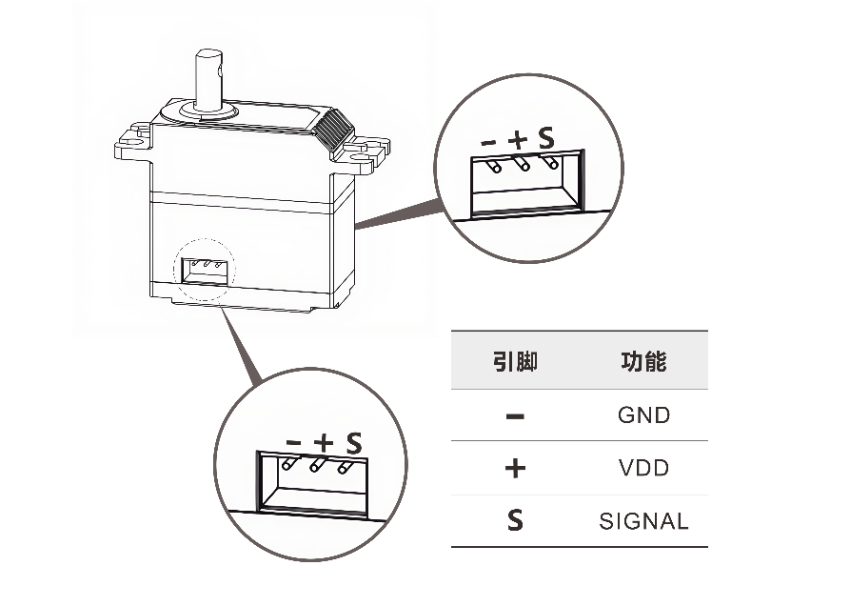 - + S
- + S
引脚 功能
- GND
+ VDD
S SIGNAL